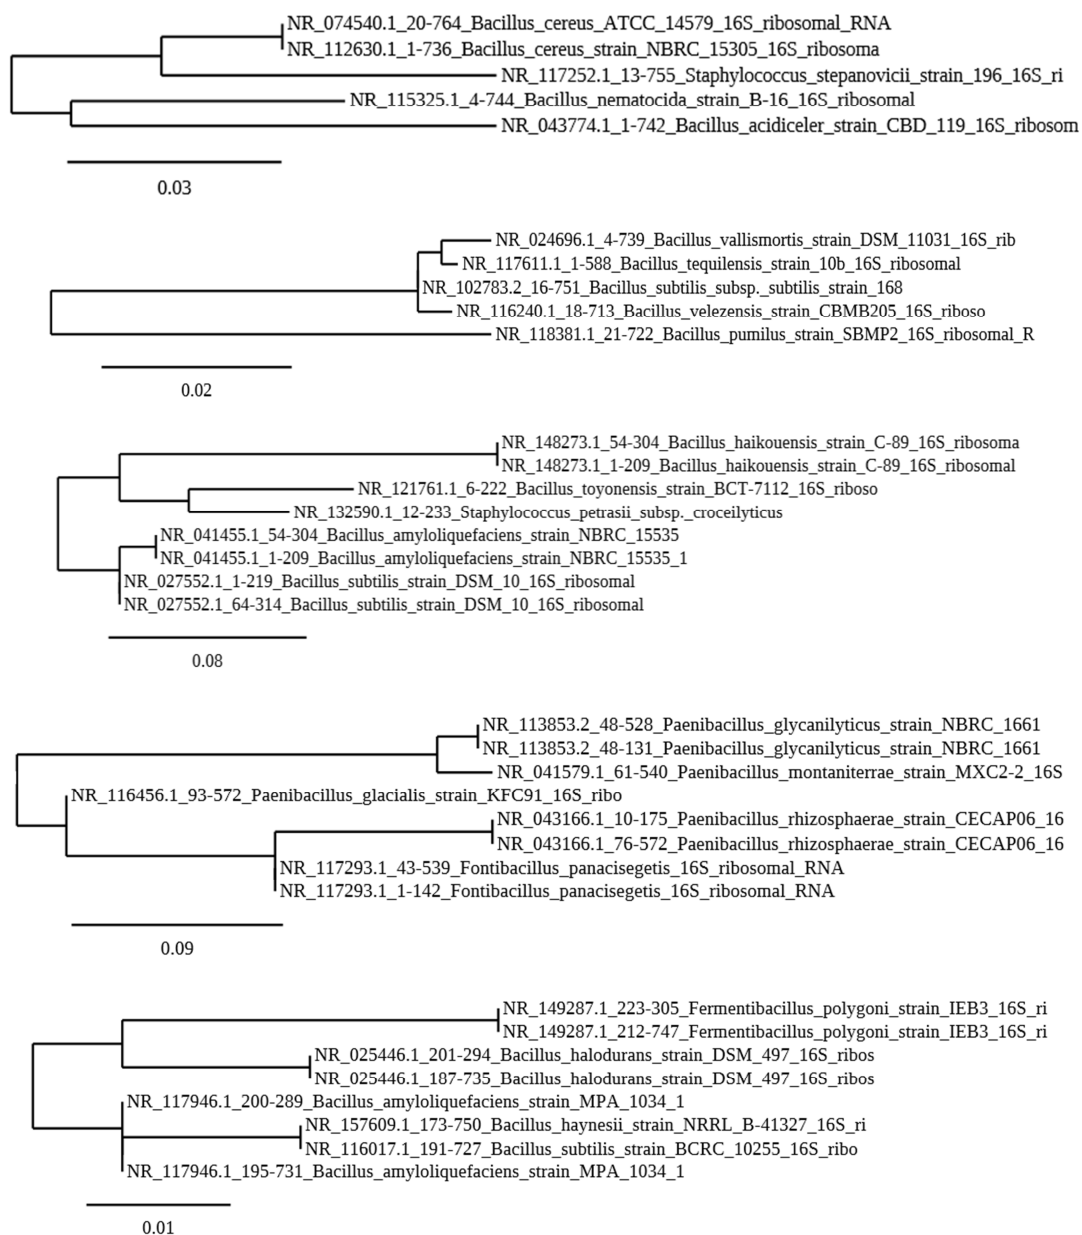 NR_074540.1_20-764_Bacillus_cereus_ATCC_14579_16S_ribosomal_RNA
NR_112630.1_1-736_Bacillus_cereus_strain_NBRC_15305_16S_ribosoma
NR_117252.1_13-755_Staphylococcus_stepanovicii_strain_196_16S_ri
NR_115325.1_4-744_Bacillus_nematocida_strain_B-16_16S_ribosomal
NR_043774.1_1-742_Bacillus_acidiceler_strain_CBD_119_16S_ribosom
0.03
NR_024696.1_4-739_Bacillus_vallismortis_strain_DSM_11031_16S_rib
NR_117611.1_1-588_Bacillus_tequilensis_strain_10b_16S_ribosomal
NR_102783.2_16-751_Bacillus_subtilis_subsp._subtilis_strain_168
NR_116240.1_18-713_Bacillus_velezensis_strain_CBMB205_16S_riboso
NR_118381.1_21-722_Bacillus_pumilus_strain_SBMP2_16S_ribosomal_R
0.02
NR_148273.1_54-304_Bacillus_haikouensis_strain_C-89_16S_ribosoma
NR_148273.1_1-209_Bacillus_haikouensis_strain_C-89_16S_ribosomal
NR_121761.1_6-222_Bacillus_toyonensis_strain_BCT-7112_16S_riboso
NR_132590.1_12-233_Staphylococcus_petrasii_subsp._croceilyticus
NR_041455.1_54-304_Bacillus_amyloliquefaciens_strain_NBRC_15535
NR_041455.1_1-209_Bacillus_amyloliquefaciens_strain_NBRC_15535_1
NR_027552.1_1-219_Bacillus_subtilis_strain_DSM_10_16S_ribosomal
NR_027552.1_64-314_Bacillus_subtilis_strain_DSM_10_16S_ribosomal
0.08
NR_113853.2_48-528_Paenibacillus_glycanilyticus_strain_NBRC_1661
NR_113853.2_48-131_Paenibacillus_glycanilyticus_strain_NBRC_1661
NR_041579.1_61-540_Paenibacillus_montaniterrae_strain_MXC2-2_16S
NR_116456.1_93-572_Paenibacillus_glacialis_strain_KFC91_16S_ribo
NR_043166.1_10-175_Paenibacillus_rhizosphaerae_strain_CECAP06_16
NR_043166.1_76-572_Paenibacillus_rhizosphaerae_strain_CECAP06_16
NR_117293.1_43-539_Fontibacillus_panacisegetis_16S_ribosomal_RNA
NR_117293.1_1-142_Fontibacillus_panacisegetis_16S_ribosomal_RNA
0.09
NR_149287.1_223-305_Fermentibacillus_polygoni_strain_IEB3_16S_ri
NR_149287.1_212-747_Fermentibacillus_polygoni_strain_IEB3_16S_ri
NR_025446.1_201-294_Bacillus_halodurans_strain_DSM_497_16S_ribos
NR_025446.1_187-735_Bacillus_halodurans_strain_DSM_497_16S_ribos
NR_117946.1_200-289_Bacillus_amyloliquefaciens_strain_MPA_1034_1
NR_157609.1_173-750_Bacillus_haynesii_strain_NRRL_B-41327_16S_ri
NR_116017.1_191-727_Bacillus_subtilis_strain_BCRC_10255_16S_ribo
NR_117946.1_195-731_Bacillus_amyloliquefaciens_strain_MPA_1034_1
0.01